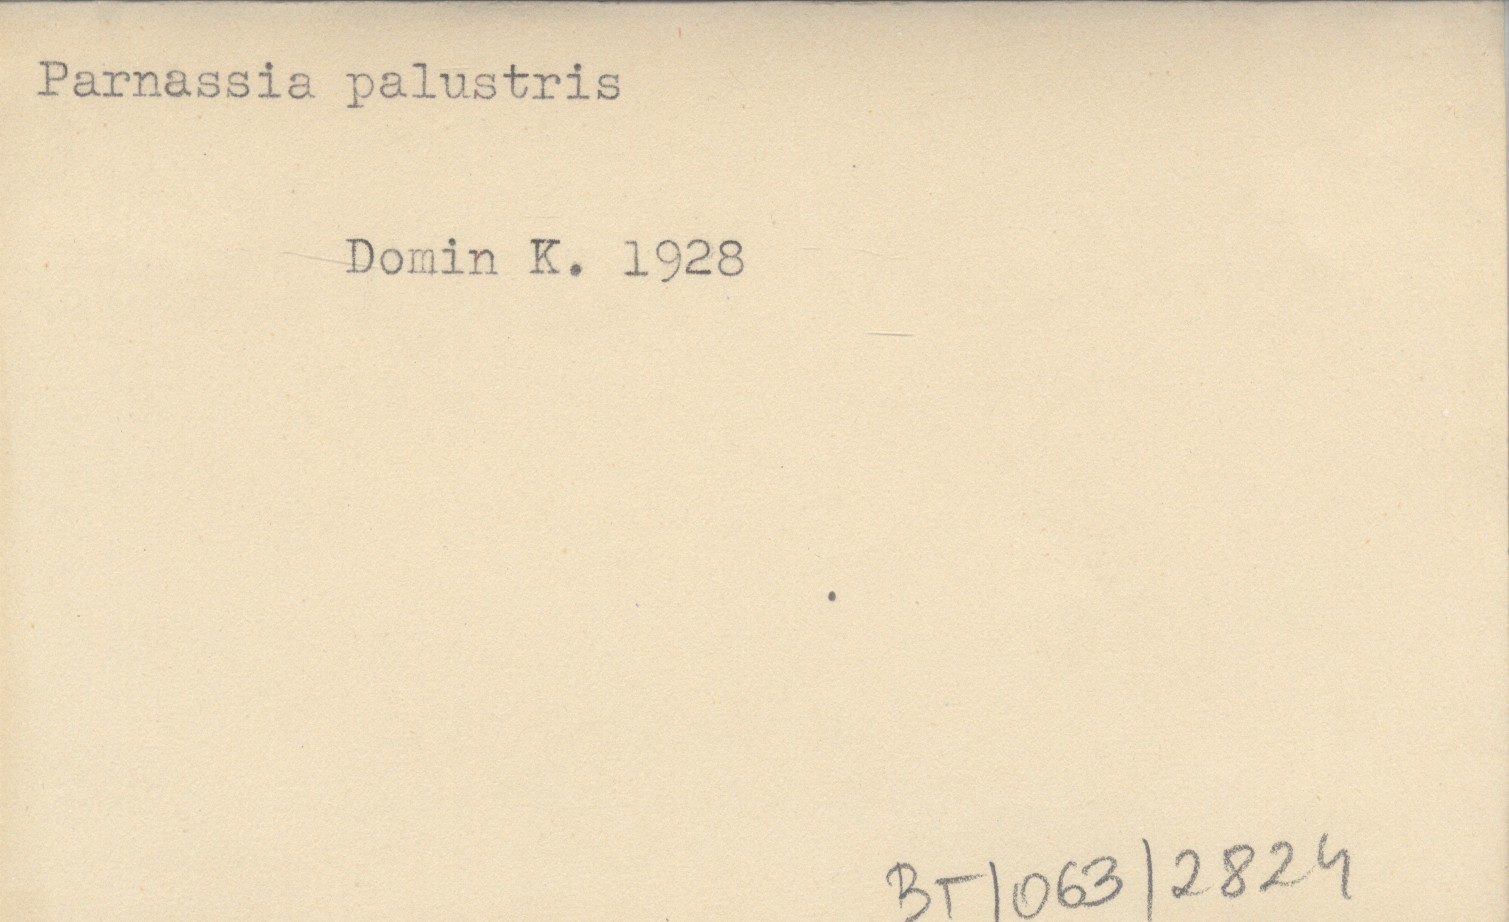 Parnassia palustris
Domin K. 1928
BT/063/2824